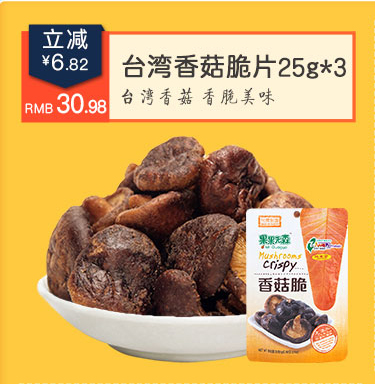 立减
¥6.82
RMB 30.98
台湾香菇脆片25g*3
台湾香菇 香脆美味
果果天森
Mushrooms
Crispy
香菇脆